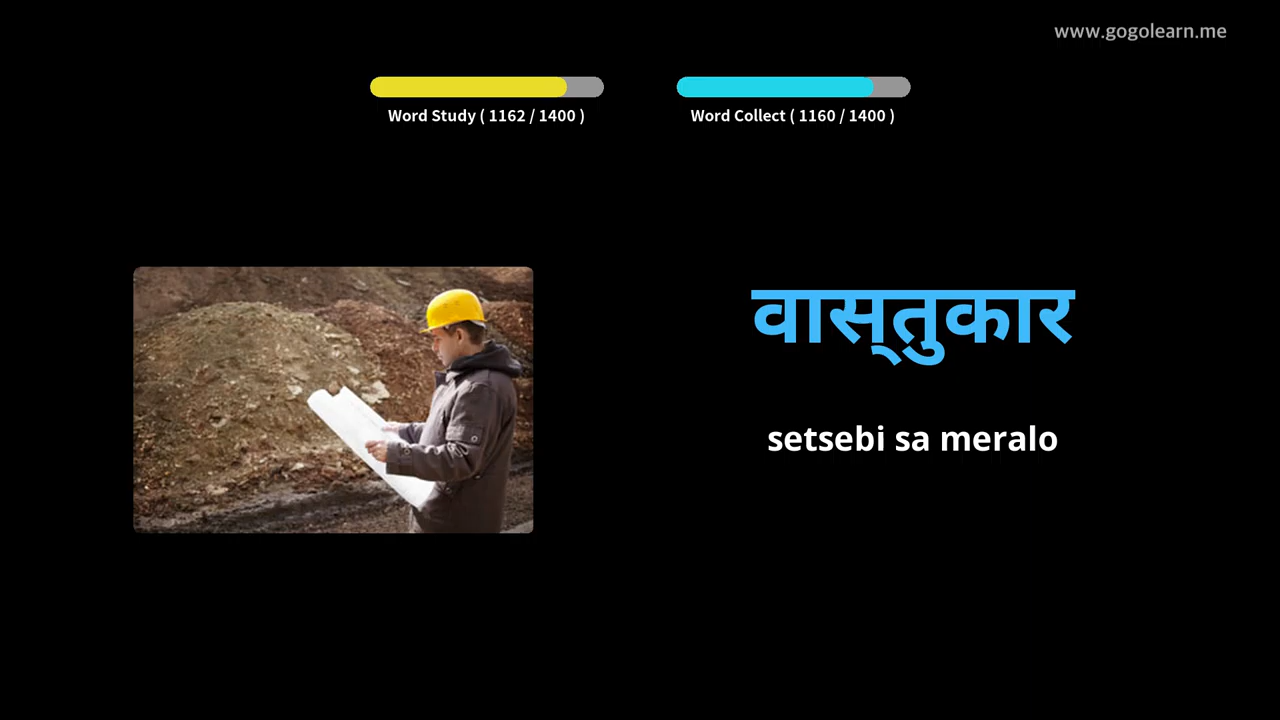 www.gogolearn.me
Word Study ( 1162 / 1400 )
Word Collect ( 1160 / 1400 )
वास्‌तुकार
setsebi sa meralo